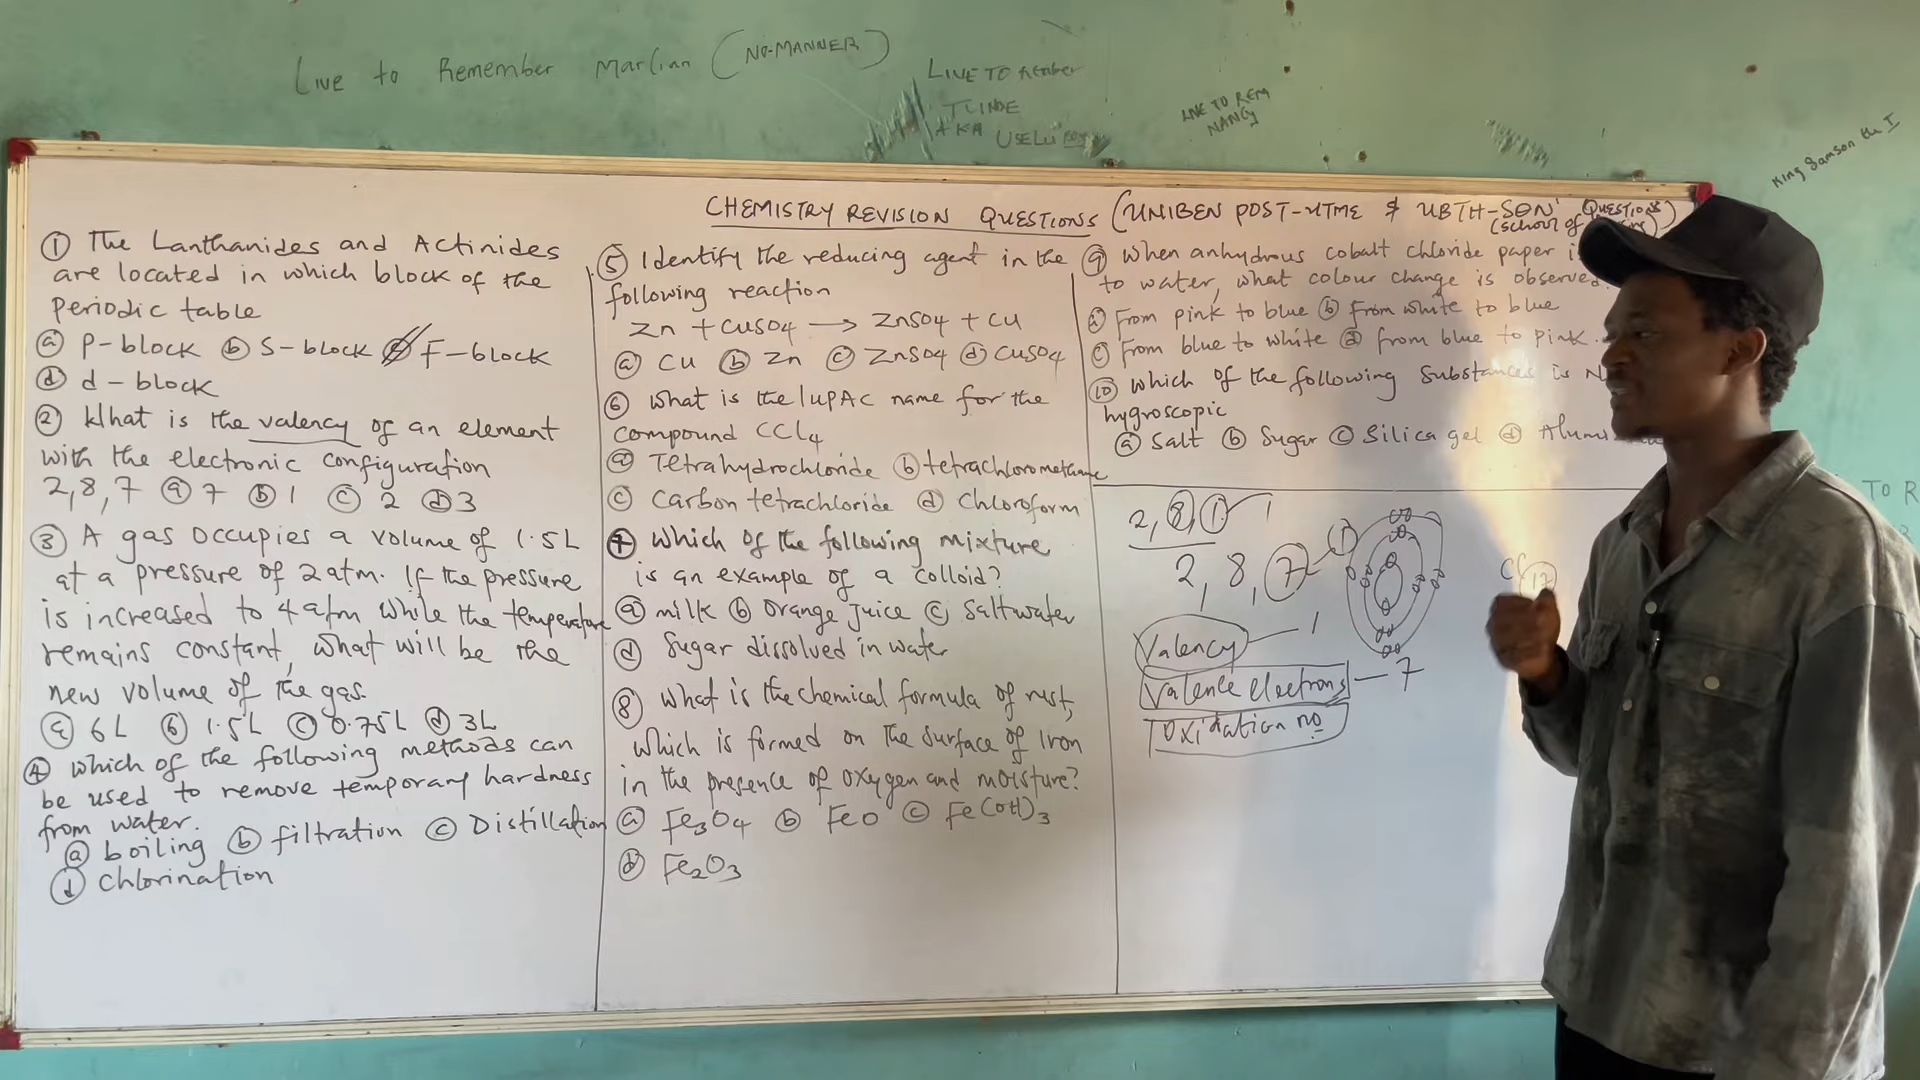 Live to Remember Marlian (NO-MANNER)
LIVE TO
USELU
LIVE TO REM
NANCY
King Samson the I
TO R
CHEMISTRY REVISION QUESTIONS (UNIBEN POST-UTME & UBTH-SON QUESTIONS)
(School of
① The Lanthanides and Actinides
are located in which block of the
Periodic table
ⓐ P-block ⓑ S-block ⓒ F-block
ⓓ d-block
② What is the valency of an element
with the electronic configuration
2,8,7 ⓐ 7 ⓑ 1 ⓒ 2 ⓓ 3
③ A gas occupies a volume of 1.5L
at a pressure of 2 atm. If the pressure
is increased to 4 atm while the temperature
remains constant, what will be the
new volume of the gas.
ⓐ 6L ⓑ 1.5L ⓒ 0.75L ⓓ 3L
④ which of the following methods can
be used to remove temporary hardness
from water.
ⓐ boiling ⓑ filtration ⓒ Distillation
ⓓ Chlorination
⑤ Identify the reducing agent in the
following reaction
Zn + CuSO4 → ZnSO4 + Cu
ⓐ Cu ⓑ Zn ⓒ ZnSO4 ⓓ CuSO4
⑥ What is the IUPAC name for the
compound CCl4
ⓐ Tetrahydrochloride ⓑ tetrachloromethane
ⓒ Carbon tetrachloride ⓓ Chloroform
⑦ Which of the following mixture
is an example of a colloid?
ⓐ milk ⓑ Orange Juice ⓒ Saltwater
ⓓ Sugar dissolved in water
⑧ What is the chemical formula of rust,
which is formed on the surface of Iron
in the presence of oxygen and moisture?
ⓐ Fe3O4 ⓑ FeO ⓒ Fe(OH)3
ⓓ Fe2O3
⑨ When anhydrous cobalt chloride paper
to water, what colour change is observed
ⓐ From pink to blue ⓑ from white to blue
ⓒ From blue to white ⓓ from blue to pink.
⑩ Which of the following Substances is
hygroscopic
ⓐ Salt ⓑ Sugar ⓒ Silica gel ⓓ
2, 8, 1 1
2, 8, 7 - 1
Valency - 1
Valence electrons - 7
Oxidation no
Cl 17